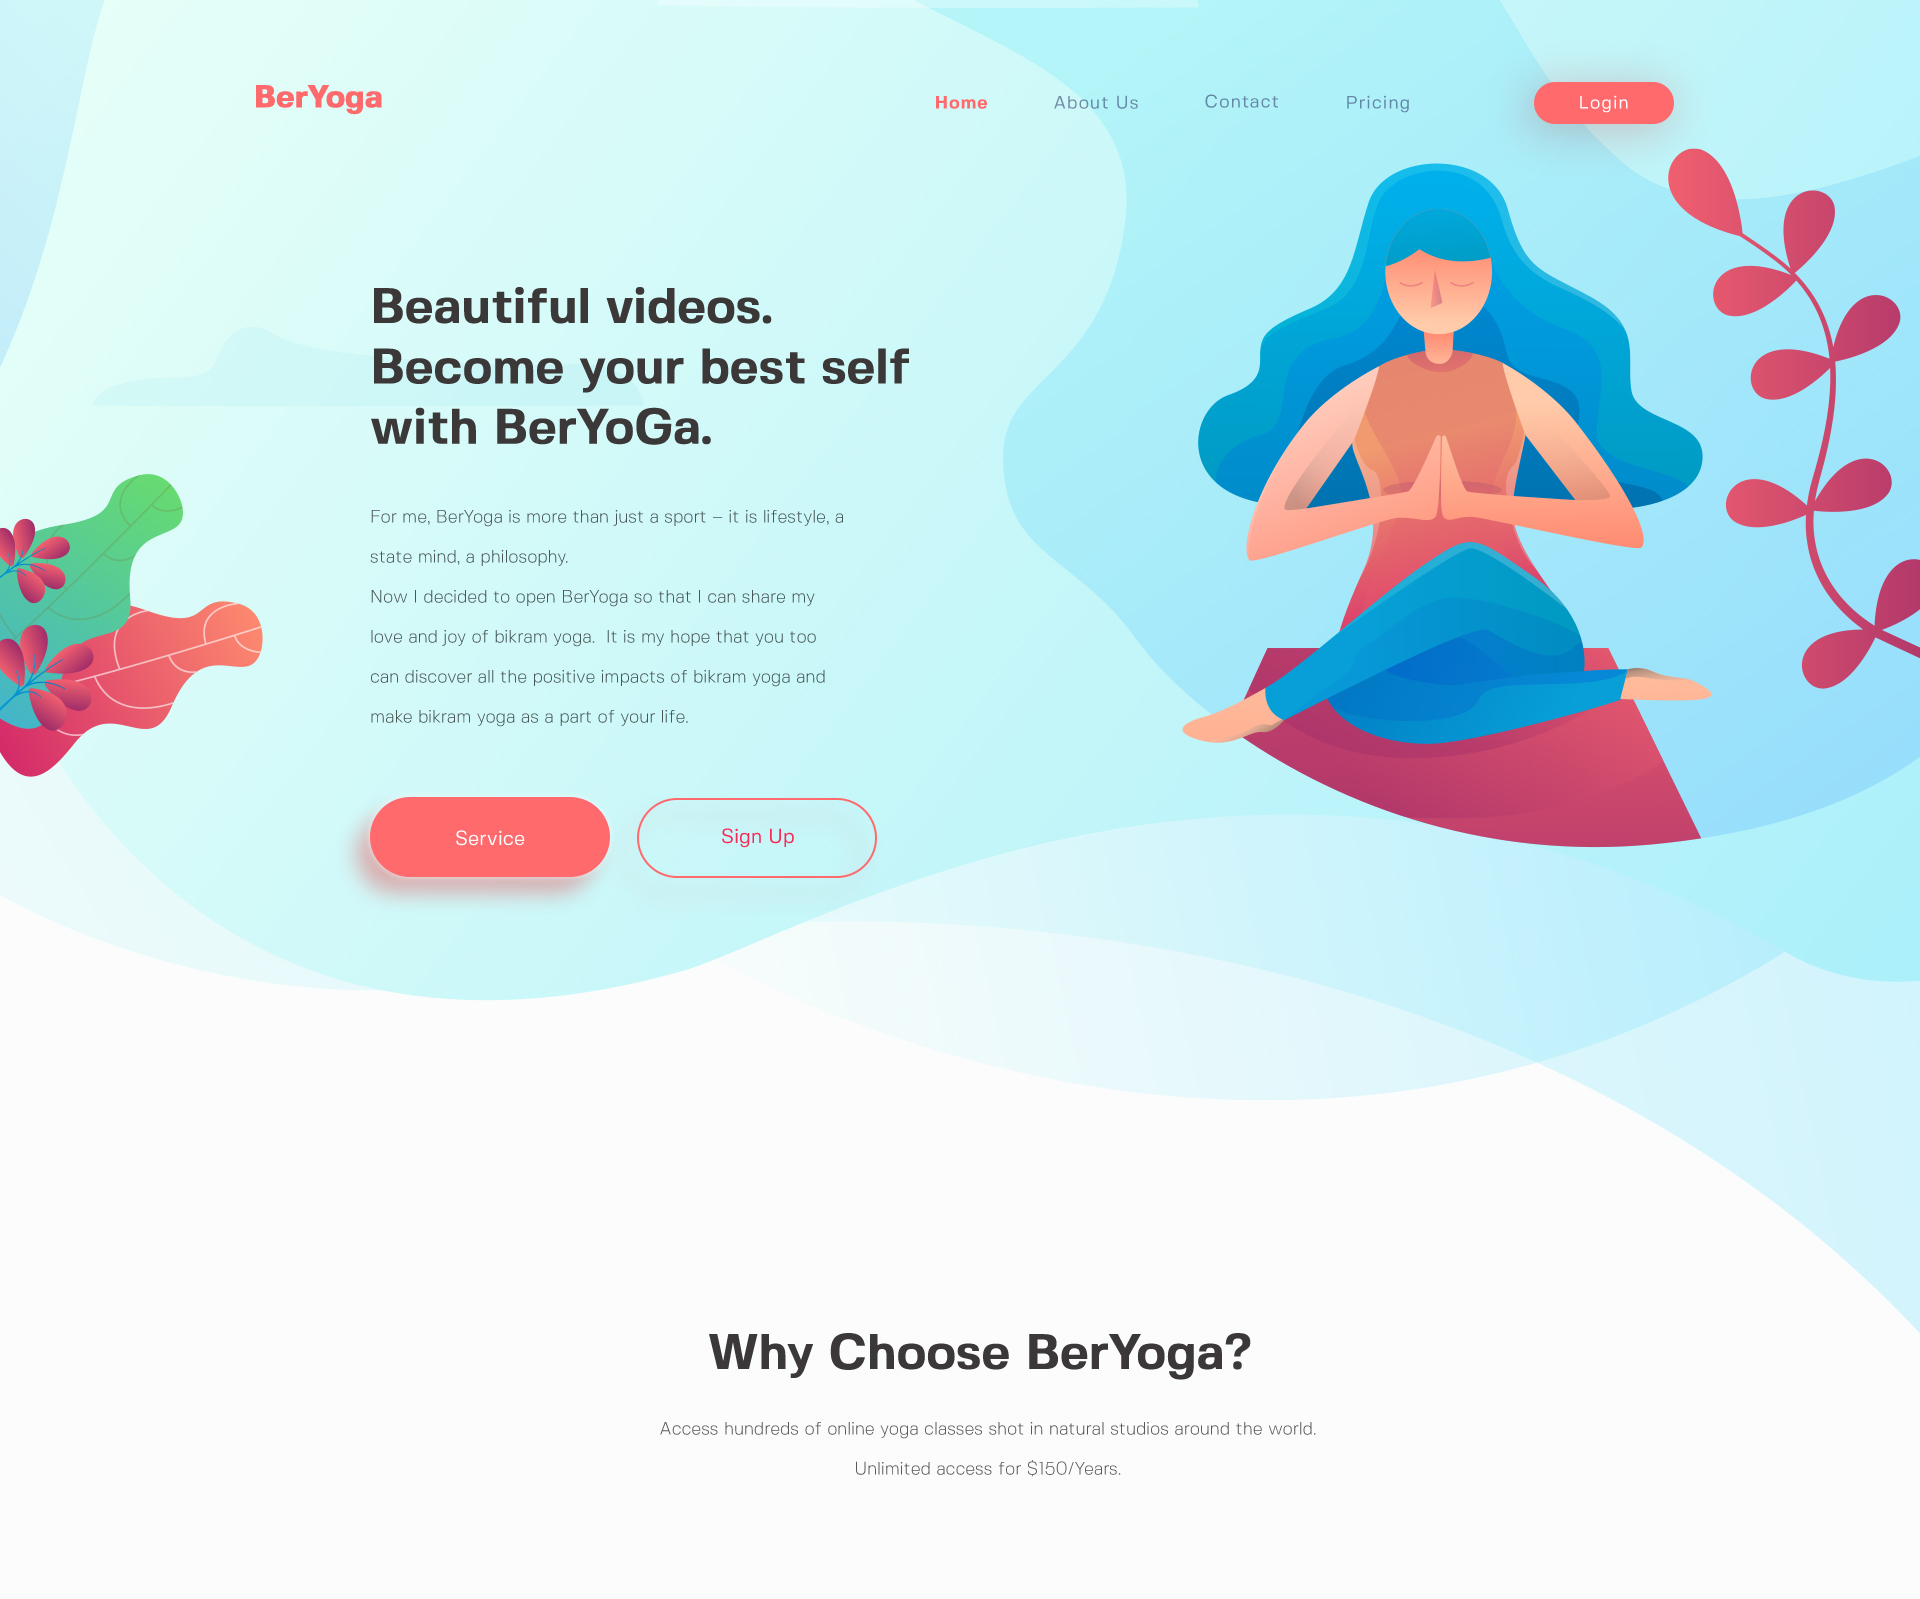 BerYoga
Home About Us Contact Pricing Login
Beautiful videos.
Become your best self
with BerYoGa.
For me, BerYoga is more than just a sport – it is lifestyle, a
state mind, a philosophy.
Now I decided to open BerYoga so that I can share my
love and joy of bikram yoga.  It is my hope that you too
can discover all the positive impacts of bikram yoga and
make bikram yoga as a part of your life.
Service Sign Up
Why Choose BerYoga?
Access hundreds of online yoga classes shot in natural studios around the world.
Unlimited access for $150/Years.